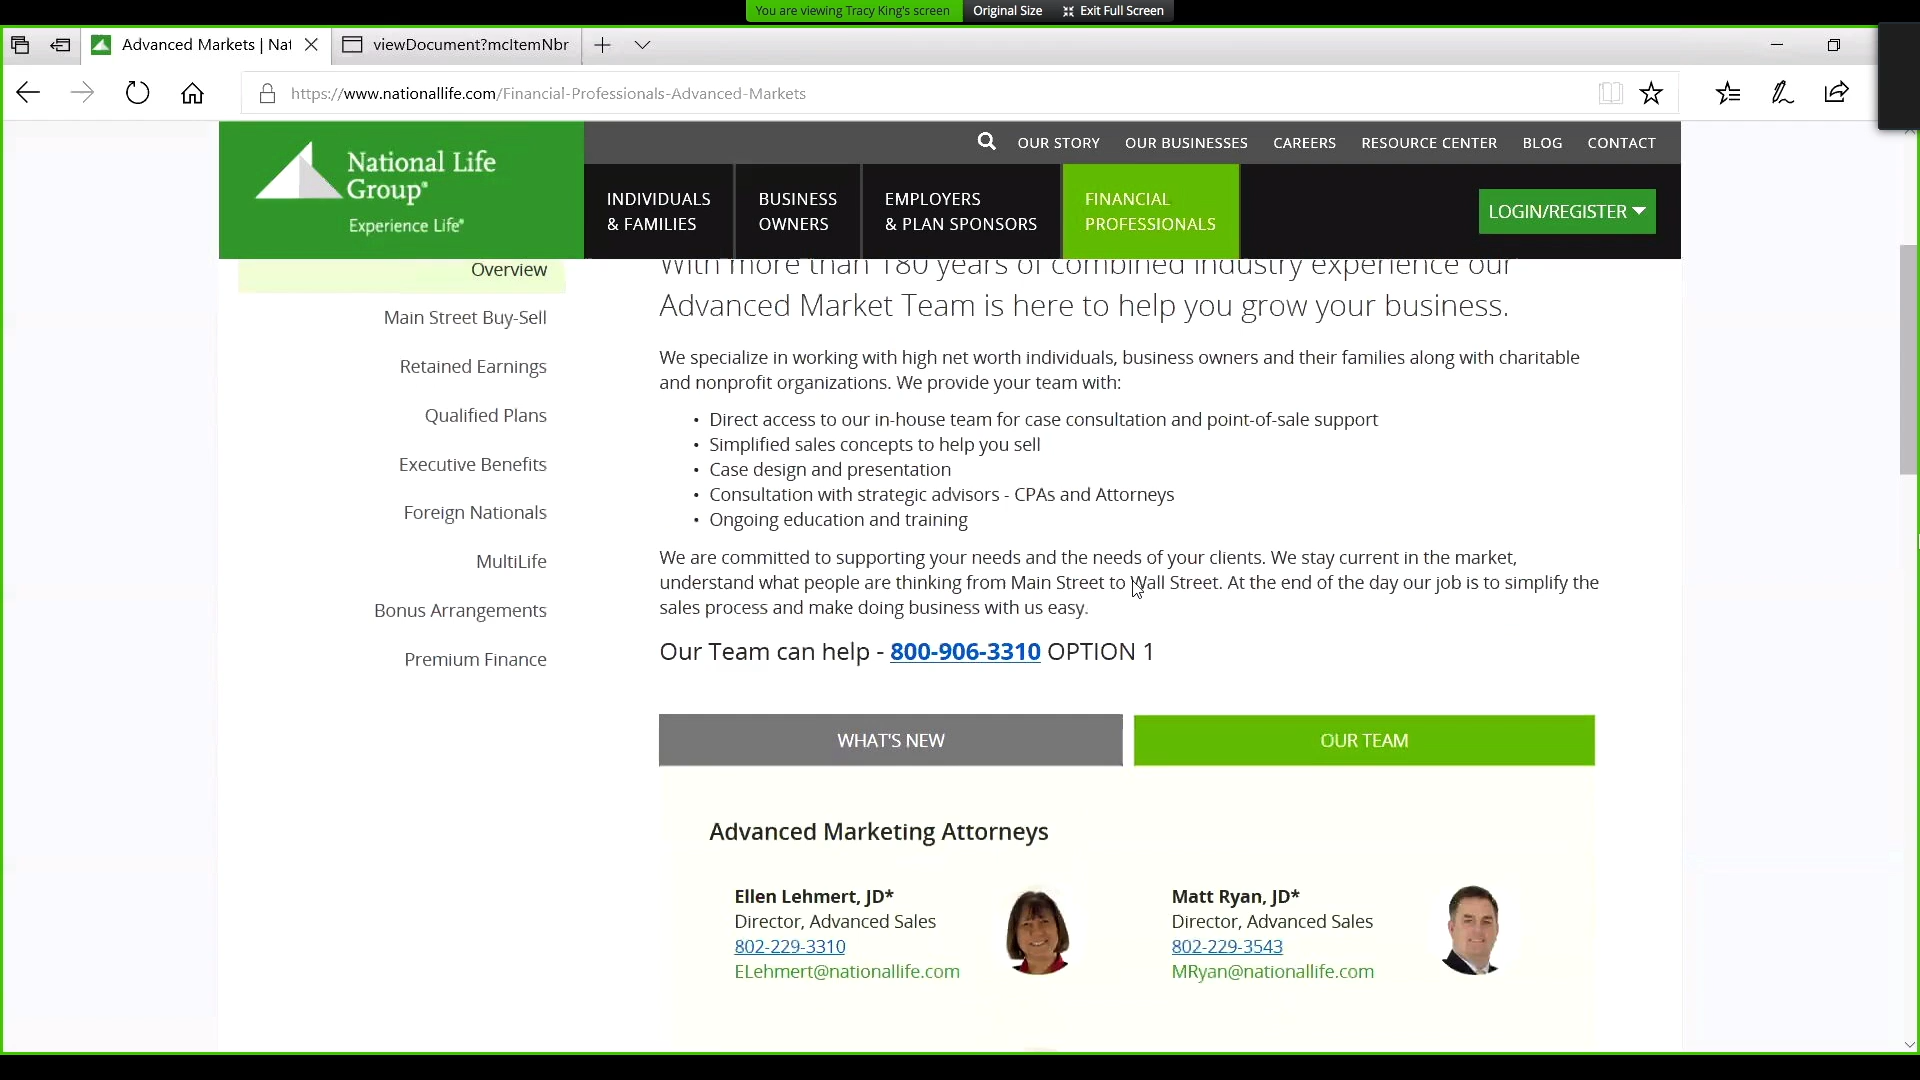 You are viewing Tracy King's screen
Original Size
Exit Full Screen
Advanced Markets | Nat
viewDocument?mcItemNbr
https://www.nationallife.com/Financial-Professionals-Advanced-Markets
National Life
Group®
Experience Life®
OUR STORY
OUR BUSINESSES
CAREERS
RESOURCE CENTER
BLOG
CONTACT
INDIVIDUALS
& FAMILIES
BUSINESS
OWNERS
EMPLOYERS
& PLAN SPONSORS
FINANCIAL
PROFESSIONALS
LOGIN/REGISTER
Overview
Main Street Buy-Sell
Retained Earnings
Qualified Plans
Executive Benefits
Foreign Nationals
MultiLife
Bonus Arrangements
Premium Finance
With more than 180 years of combined industry experience our
Advanced Market Team is here to help you grow your business.
We specialize in working with high net worth individuals, business owners and their families along with charitable
and nonprofit organizations. We provide your team with:
• Direct access to our in-house team for case consultation and point-of-sale support
• Simplified sales concepts to help you sell
• Case design and presentation
• Consultation with strategic advisors - CPAs and Attorneys
• Ongoing education and training
We are committed to supporting your needs and the needs of your clients. We stay current in the market,
understand what people are thinking from Main Street to Wall Street. At the end of the day our job is to simplify the
sales process and make doing business with us easy.
Our Team can help - 800-906-3310 OPTION 1
WHAT'S NEW
OUR TEAM
Advanced Marketing Attorneys
Ellen Lehmert, JD*
Director, Advanced Sales
802-229-3310
ELehmert@nationallife.com
Matt Ryan, JD*
Director, Advanced Sales
802-229-3543
MRyan@nationallife.com